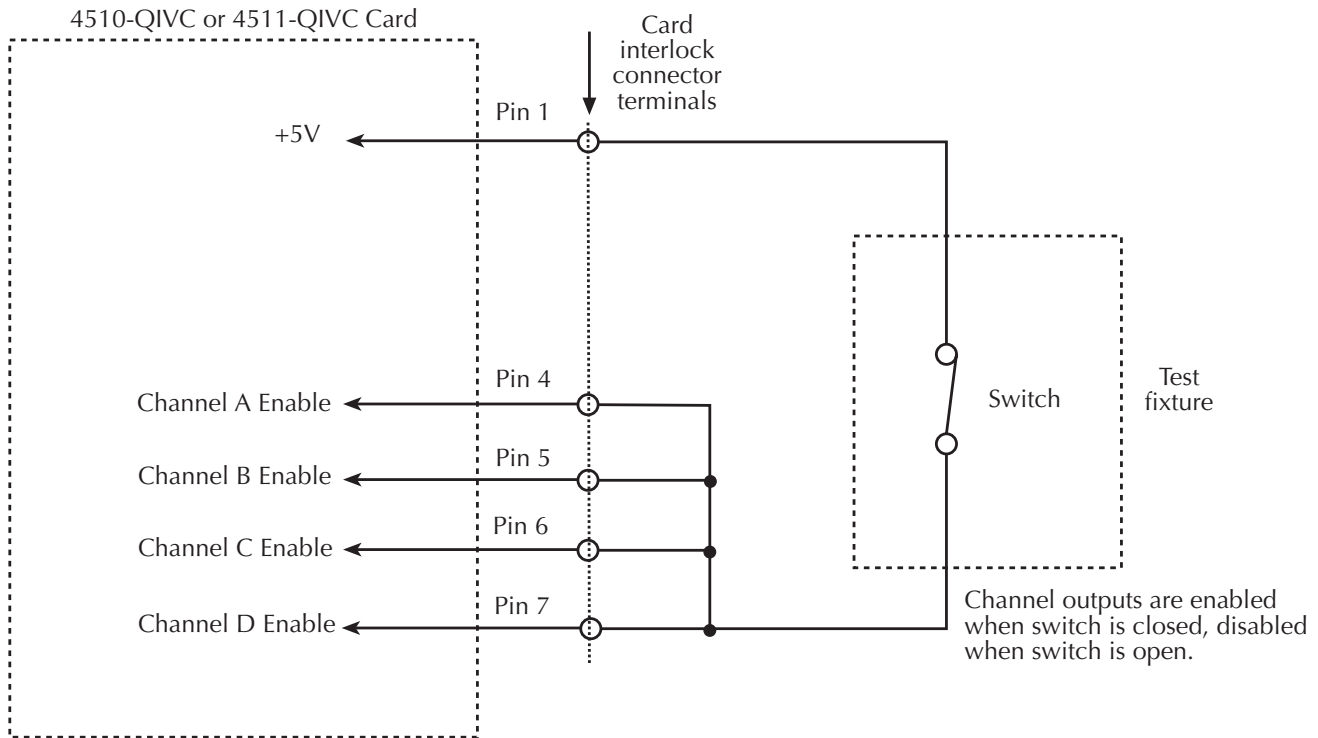 4510-QIVC or 4511-QIVC Card
Card
interlock
connector
terminals
Pin 1
+5V
Pin 4
Channel A Enable
Switch
Test
fixture
Pin 5
Channel B Enable
Pin 6
Channel C Enable
Pin 7
Channel D Enable
Channel outputs are enabled
when switch is closed, disabled
when switch is open.